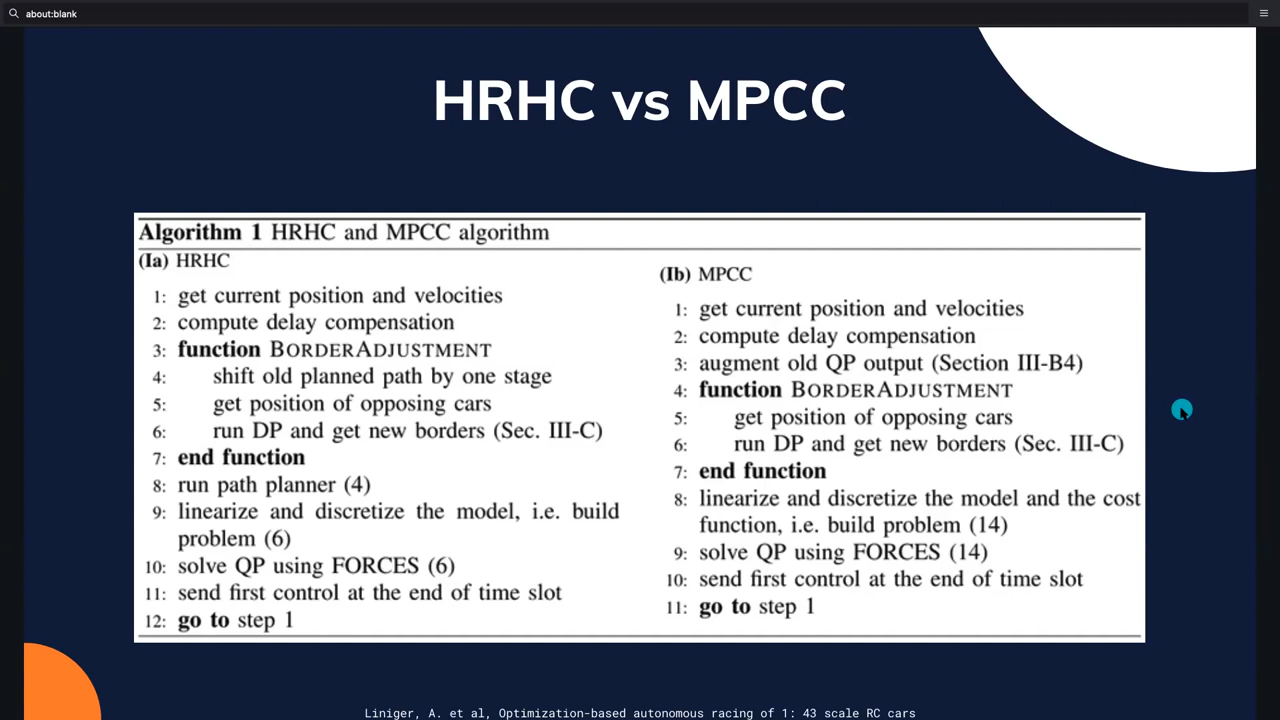 about:blank
HRHC vs MPCC
Algorithm 1 HRHC and MPCC algorithm
(Ia) HRHC
1: get current position and velocities
2: compute delay compensation
3: function BORDERADJUSTMENT
4: shift old planned path by one stage
5: get position of opposing cars
6: run DP and get new borders (Sec. III-C)
7: end function
8: run path planner (4)
9: linearize and discretize the model, i.e. build
problem (6)
10: solve QP using FORCES (6)
11: send first control at the end of time slot
12: go to step 1
(Ib) MPCC
1: get current position and velocities
2: compute delay compensation
3: augment old QP output (Section III-B4)
4: function BORDERADJUSTMENT
5: get position of opposing cars
6: run DP and get new borders (Sec. III-C)
7: end function
8: linearize and discretize the model and the cost
function, i.e. build problem (14)
9: solve QP using FORCES (14)
10: send first control at the end of time slot
11: go to step 1
Liniger, A. et al, Optimization-based autonomous racing of 1: 43 scale RC cars